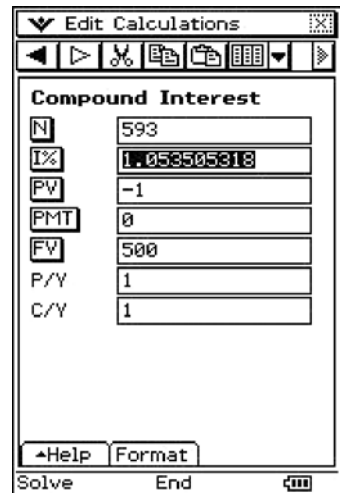 Edit Calculations
Compound Interest
N 593
I% 1.053505318
PV -1
PMT 0
FV 500
P/Y 1
C/Y 1
Help Format
Solve End